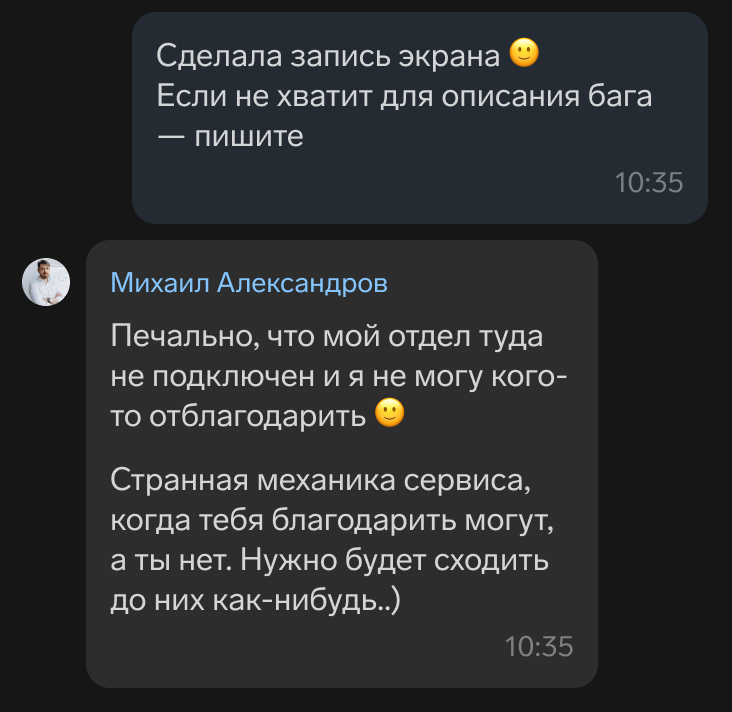 Сделала запись экрана 🙂
Если не хватит для описания бага
— пишите
10:35
Михаил Александров
Печально, что мой отдел туда
не подключен и я не могу кого-
то отблагодарить 🙂
Странная механика сервиса,
когда тебя благодарить могут,
а ты нет. Нужно будет сходить
до них как-нибудь..)
10:35